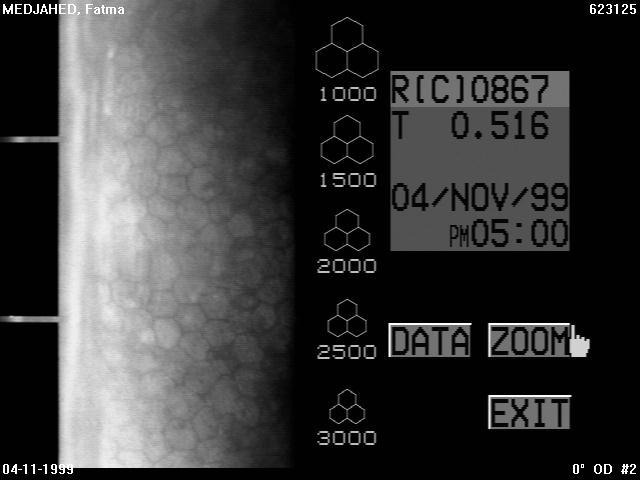 MEDJAHED, Fatma
623125
1000
1500
2000
2500
3000
R[C]0867
T 0.516
04/NOV/99
PM05:00
DATA
ZOOM
EXIT
04-11-1999
0° OD #2